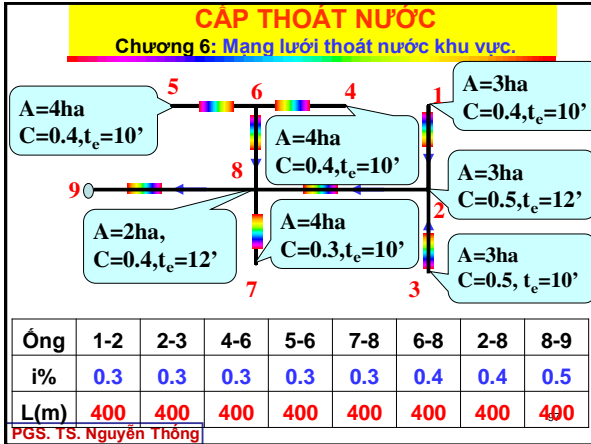 CẤP THOÁT NƯỚC
Chương 6: Mạng lưới thoát nước khu vực.
5
6
4
1
A=4ha
C=0.4,te=10’
A=3ha
C=0.4,te=10’
A=4ha
C=0.4,te=10’
8
9
2
A=3ha
C=0.5,te=12’
A=2ha,
C=0.4,te=12’
A=4ha
C=0.3,te=10’
7
3
A=3ha
C=0.5, te=10’
Ống 1-2 2-3 4-6 5-6 7-8 6-8 2-8 8-9
i% 0.3 0.3 0.3 0.3 0.3 0.4 0.4 0.5
L(m) 400 400 400 400 400 400 400 400
PGS. TS. Nguyễn Thống